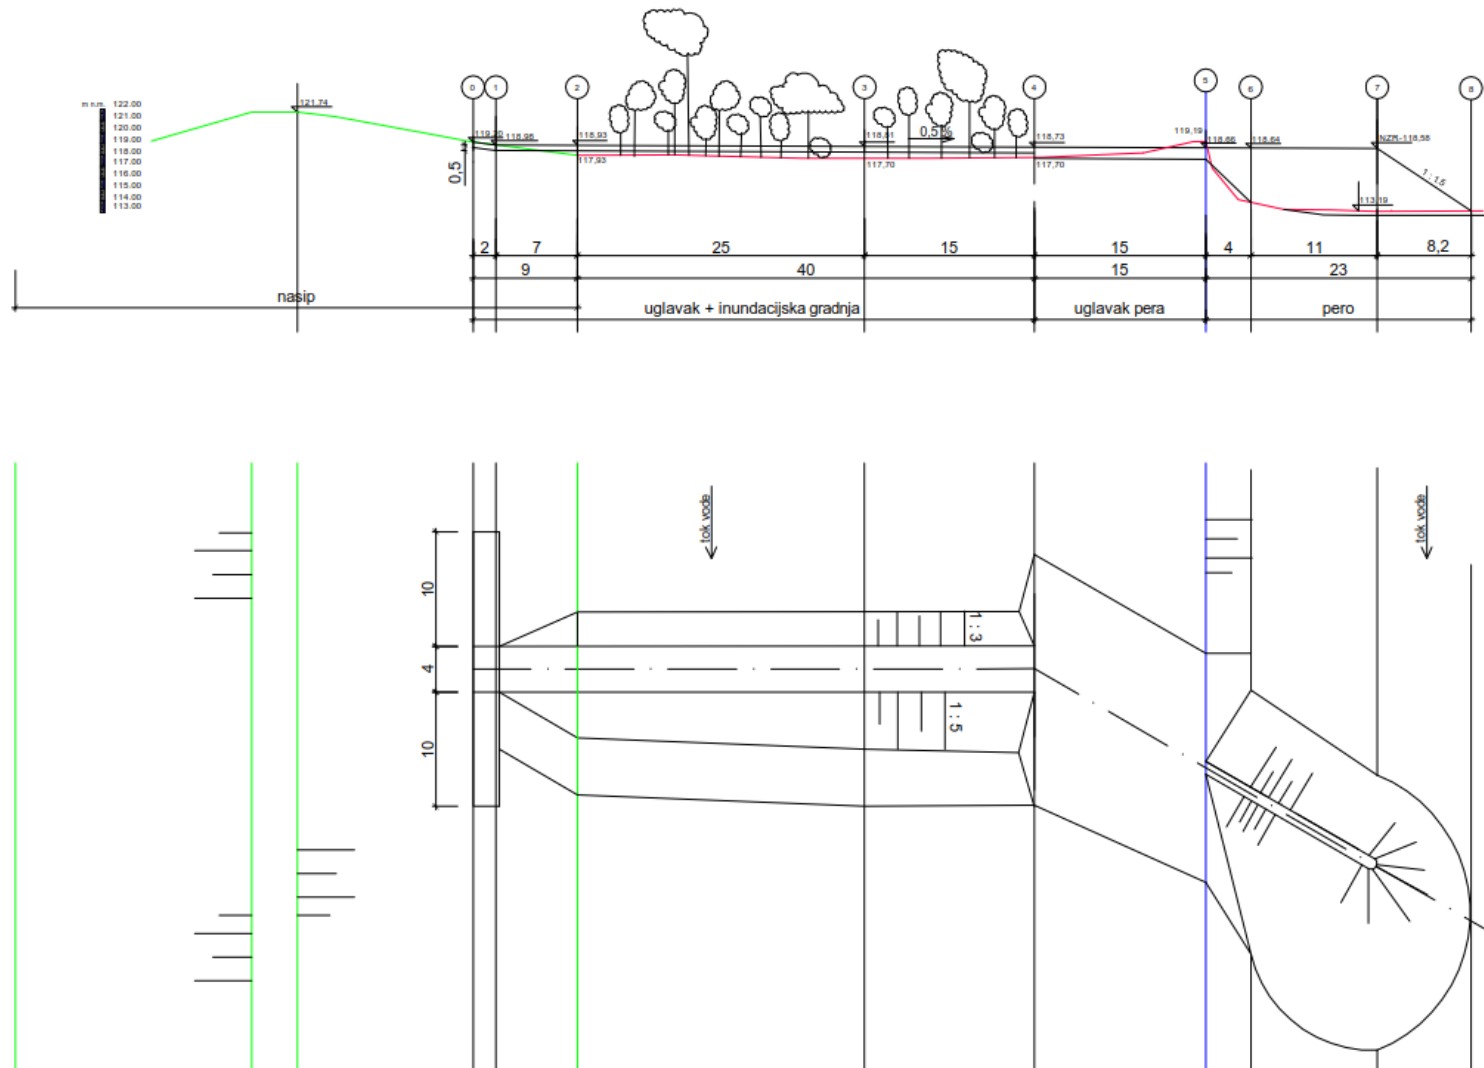 0 1 2 3 4 5 6 7 8
m n.m. 122.00
121.00
120.00
119.00
118.00
117.00
116.00
115.00
114.00
113.00
121,74
118,98
118,93
0,5%
118,73
119,19
118,66
118,64
NZR-118,58
117,93
117,70
117,70
0,5
1 : 1,5
113,19
2 7 25 15 15 4 11 8,2
9 40 15 23
nasip
uglavak + inundacijska gradnja
uglavak pera
pero
tok vode
tok vode
10
4
10
1 : 3
1 : 5